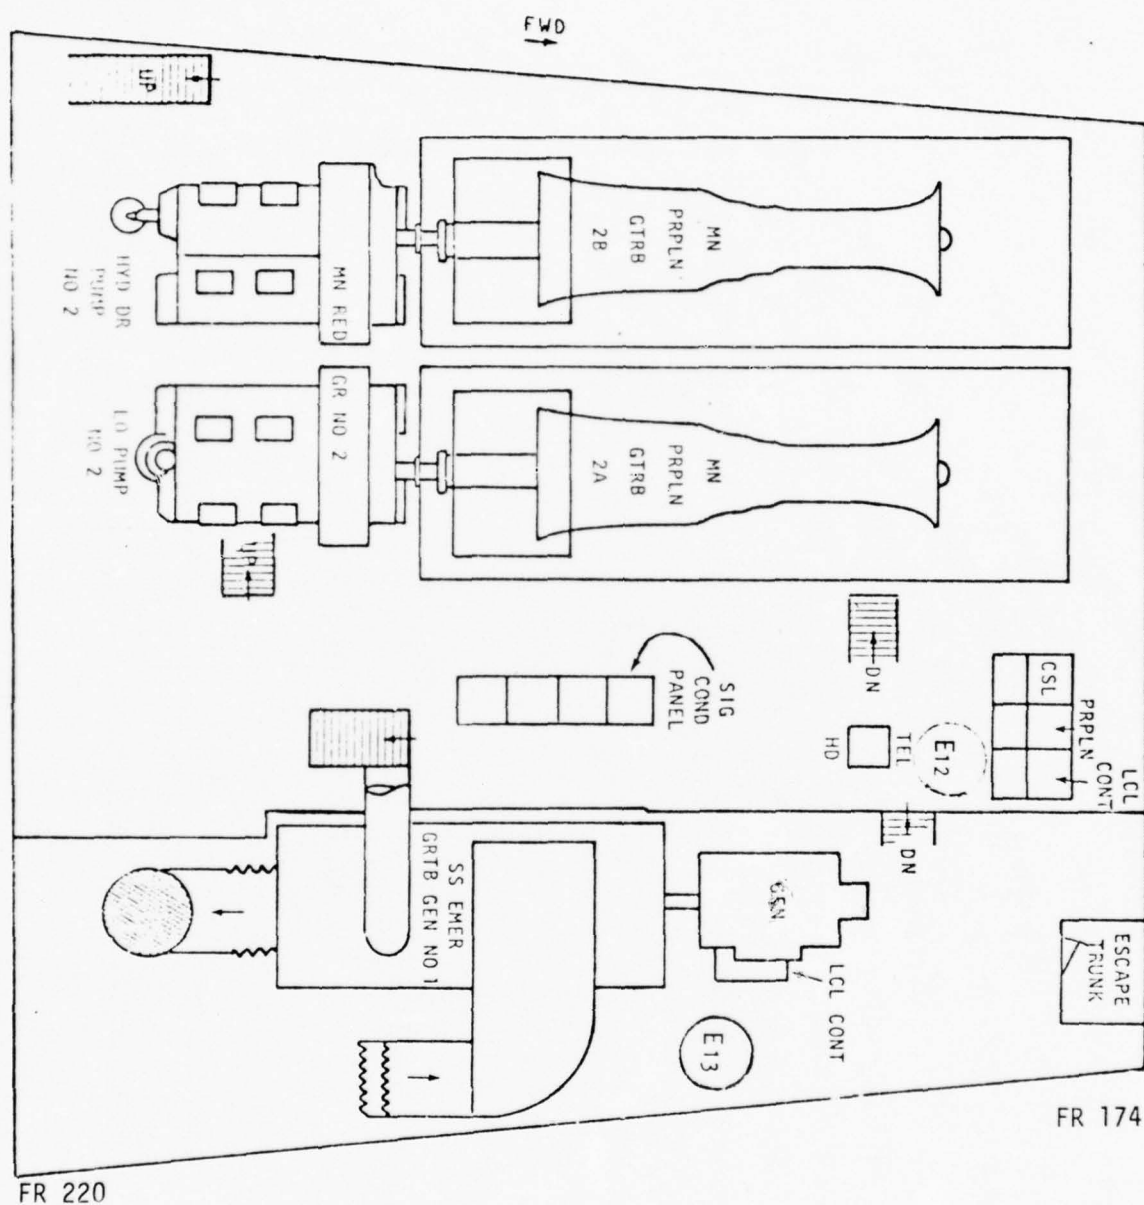 FWD
UP
HYD DR
PUMP
NO 2
MN RED
MN
PRPLN
GTRB
2B
LO PUMP
NO 2
GR NO 2
MN
PRPLN
GTRB
2A
UP
SIG
COND
PANEL
DN
TEL
HD
E12
CSL
PRPLN
LCL
CONT
DN
SS EMER
GRTB GEN NO 1
GEN
LCL CONT
E13
ESCAPE
TRUNK
FR 174
FR 220